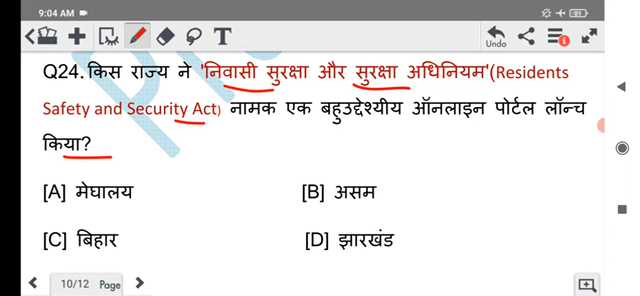 9:04 AM
81
Undo
Q24. किस राज्य ने 'निवासी सुरक्षा और सुरक्षा अधिनियम'(Residents
Safety and Security Act) नामक एक बहुउद्देश्यीय ऑनलाइन पोर्टल लॉन्च
किया?
[A] मेघालय [B] असम
[C] बिहार [D] झारखंड
10/12 Page